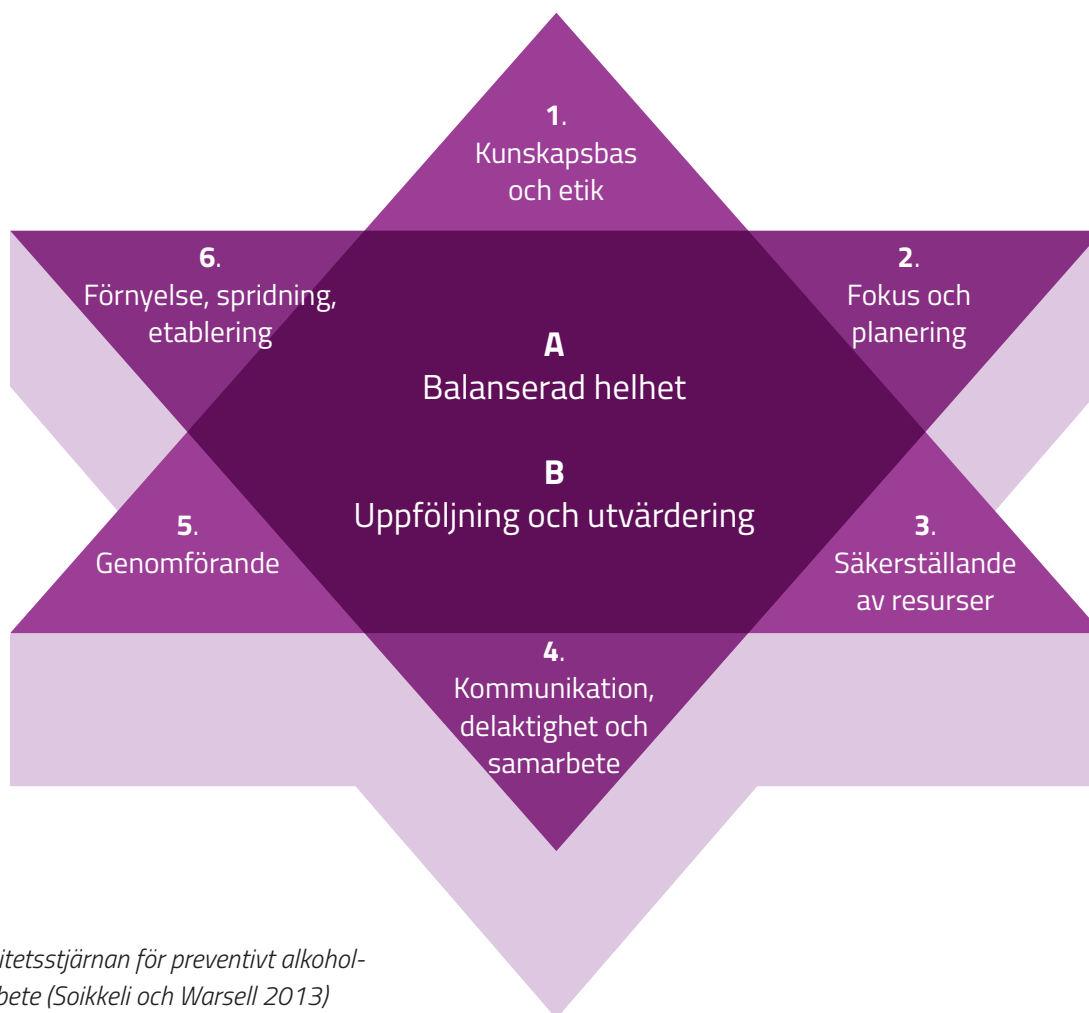 1.
Kunskapsbas
och etik
2.
Fokus och
planering
3.
Säkerställande
av resurser
4.
Kommunikation,
delaktighet och
samarbete
5.
Genomförande
6.
Förnyelse, spridning,
etablering
A
Balanserad helhet
B
Uppföljning och utvärdering
itetsstjärnan för preventivt alkohol-
bete (Soikkeli och Warsell 2013)